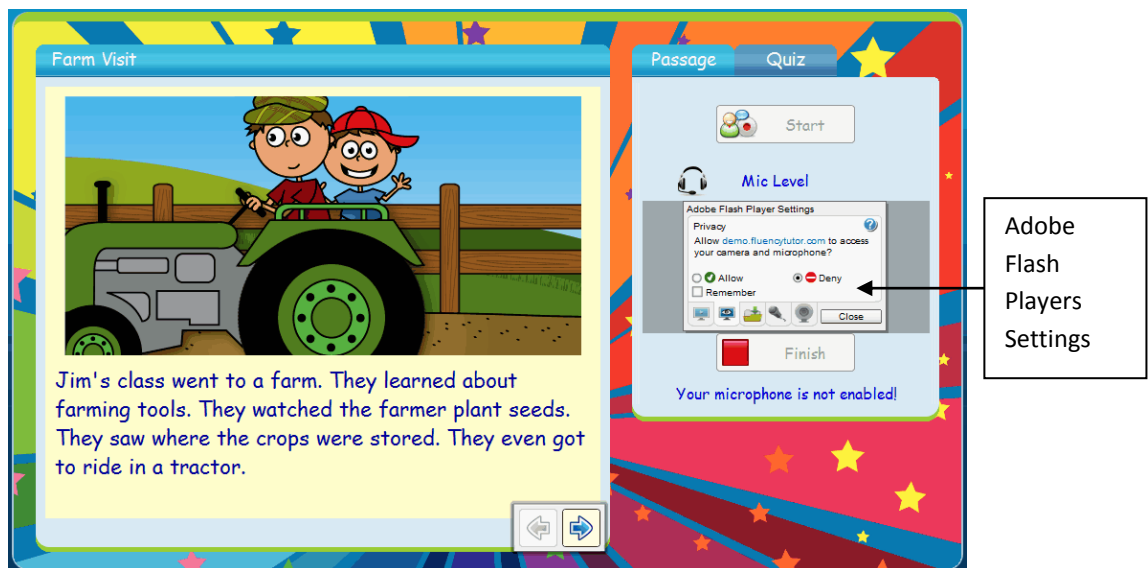 Farm Visit
Jim's class went to a farm. They learned about
farming tools. They watched the farmer plant seeds.
They saw where the crops were stored. They even got
to ride in a tractor.
Passage
Quiz
Start
Mic Level
Adobe Flash Player Settings
Privacy
Allow demo.fluencytutor.com to access
your camera and microphone?
Allow
Deny
Remember
Close
Finish
Your microphone is not enabled!
Adobe
Flash
Players
Settings